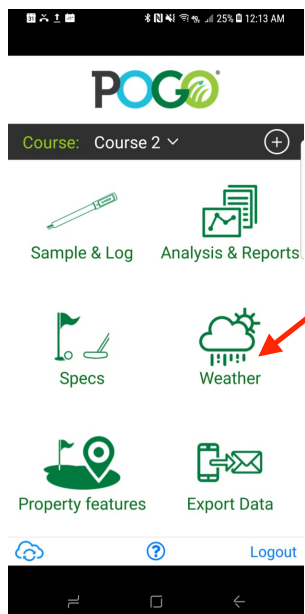 31 25% 12:13 AM
POGO®
Course: Course 2
Sample & Log Analysis & Reports
Specs Weather
Property features Export Data
? Logout